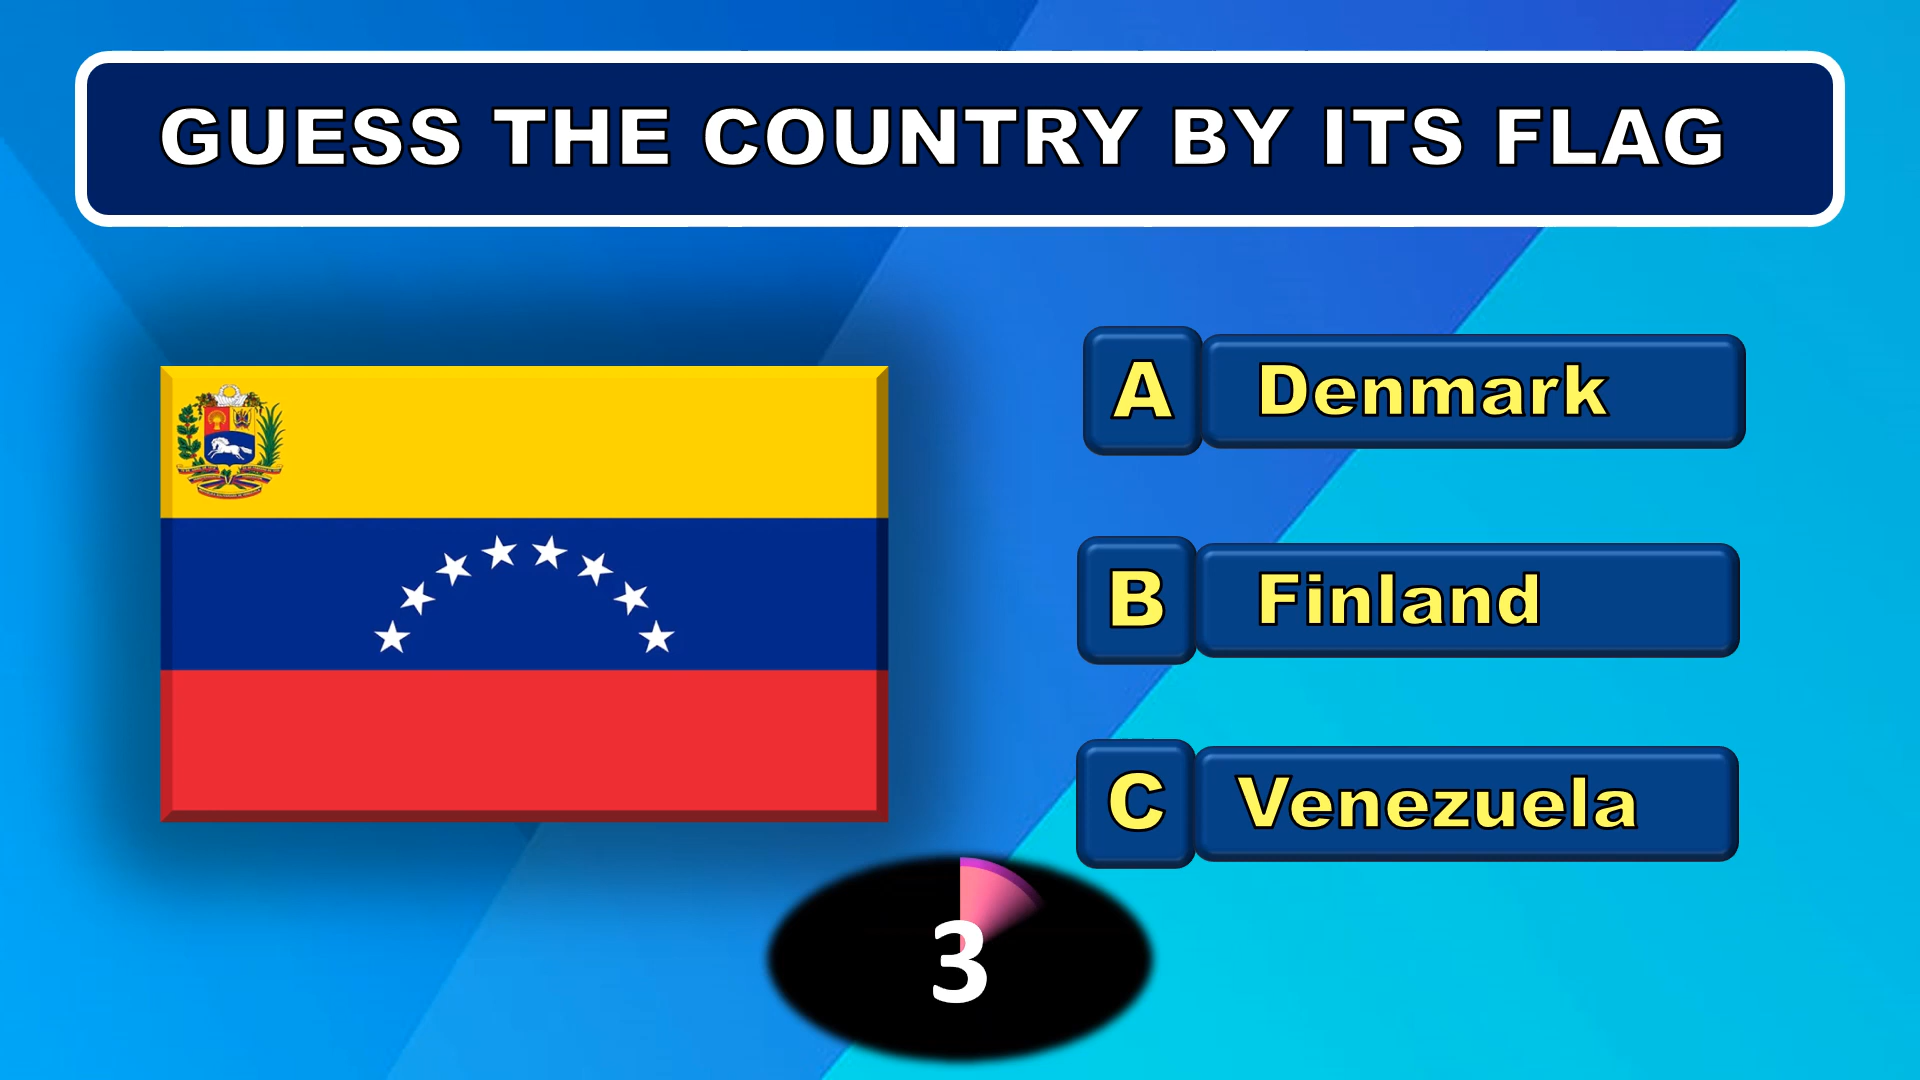 GUESS THE COUNTRY BY ITS FLAG
A Denmark
B Finland
C Venezuela
3